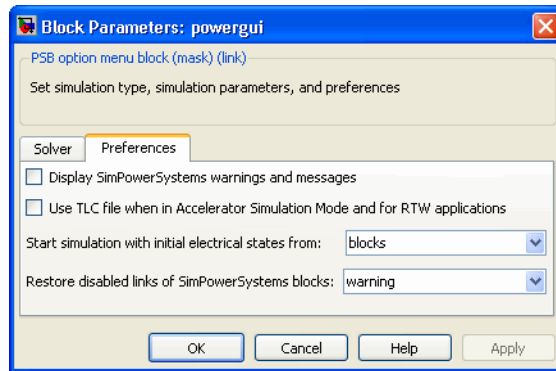 Block Parameters: powergui
PSB option menu block (mask) (link)
Set simulation type, simulation parameters, and preferences
Solver Preferences
Display SimPowerSystems warnings and messages
Use TLC file when in Accelerator Simulation Mode and for RTW applications
Start simulation with initial electrical states from: blocks
Restore disabled links of SimPowerSystems blocks: warning
OK Cancel Help Apply